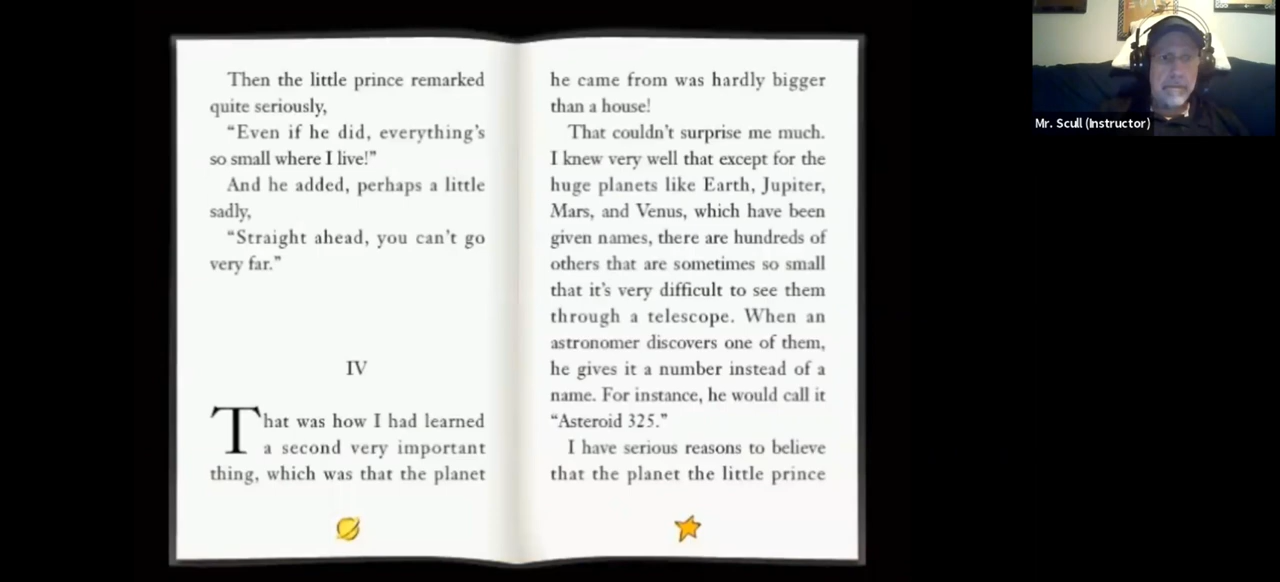 Then the little prince remarked
quite seriously,
“Even if he did, everything’s
so small where I live!”
And he added, perhaps a little
sadly,
“Straight ahead, you can’t go
very far.”
IV
That was how I had learned
a second very important
thing, which was that the planet
he came from was hardly bigger
than a house!
That couldn’t surprise me much.
I knew very well that except for the
huge planets like Earth, Jupiter,
Mars, and Venus, which have been
given names, there are hundreds of
others that are sometimes so small
that it’s very difficult to see them
through a telescope. When an
astronomer discovers one of them,
he gives it a number instead of a
name. For instance, he would call it
“Asteroid 325.”
I have serious reasons to believe
that the planet the little prince
Mr. Scull (Instructor)